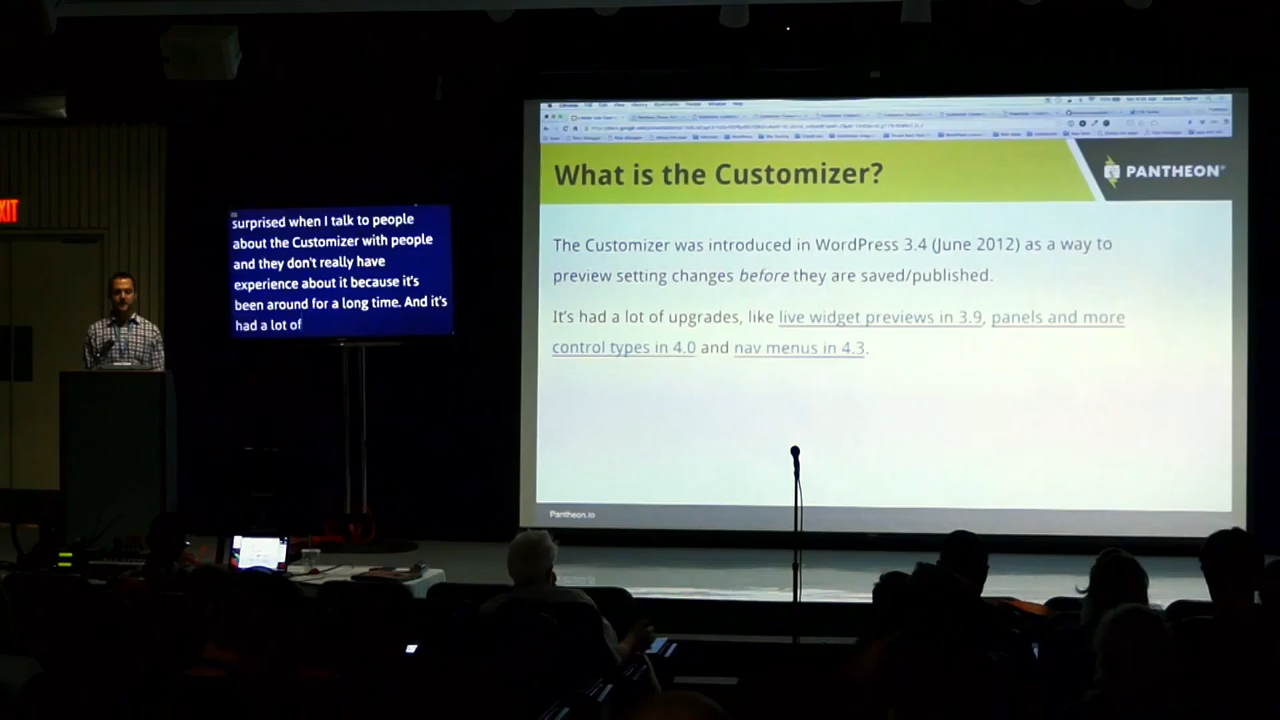 XIT
surprised when I talk to people
about the Customizer with people
and they don't really have
experience about it because it's
been around for a long time. And it's
had a lot of
What is the Customizer?
PANTHEON
The Customizer was introduced in WordPress 3.4 (June 2012) as a way to
preview setting changes before they are saved/published.
It's had a lot of upgrades, like live widget previews in 3.9, panels and more
control types in 4.0 and nav menus in 4.3.
Pantheon.io